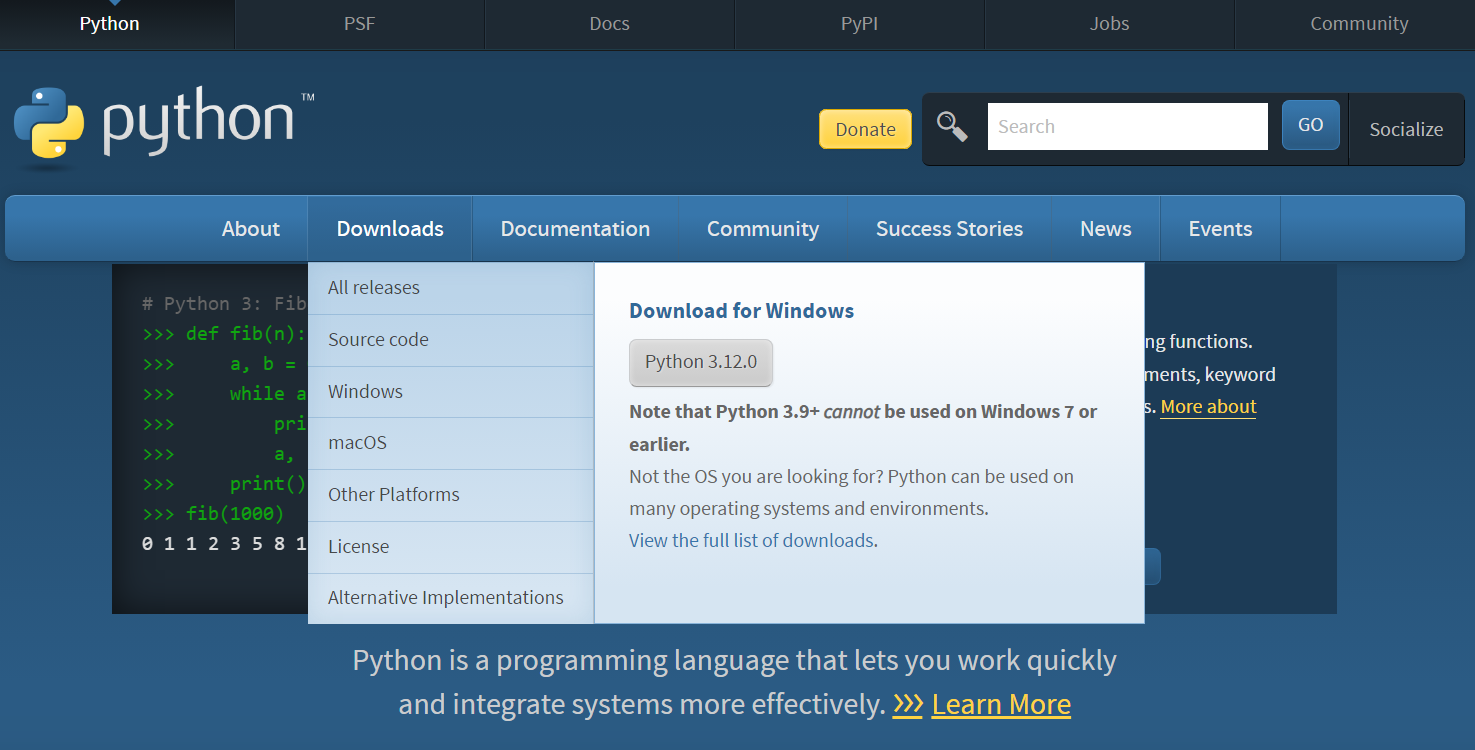 Python PSF Docs PyPI Jobs Community
python ™
Donate Search GO Socialize
About Downloads Documentation Community Success Stories News Events
# Python 3: Fib
>>> def fib(n):
>>>     a, b =
>>>     while a
>>>         pri
>>>         a,
>>>     print()
>>> fib(1000)
0 1 1 2 3 5 8 1
All releases
Source code
Windows
macOS
Other Platforms
License
Alternative Implementations
Download for Windows
Python 3.12.0
Note that Python 3.9+ cannot be used on Windows 7 or
earlier.
Not the OS you are looking for? Python can be used on
many operating systems and environments.
View the full list of downloads.
ng functions.
ments, keyword
s. More about
Python is a programming language that lets you work quickly
and integrate systems more effectively. >>> Learn More